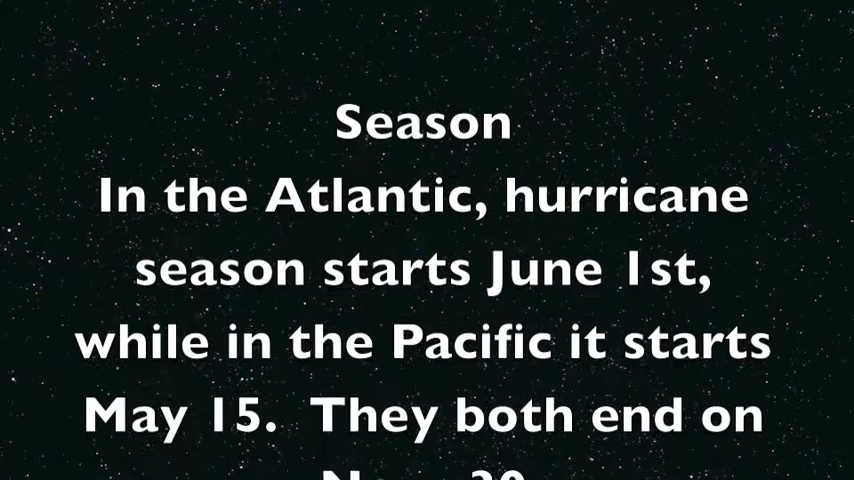 Season
In the Atlantic, hurricane
season starts June 1st,
while in the Pacific it starts
May 15. They both end on